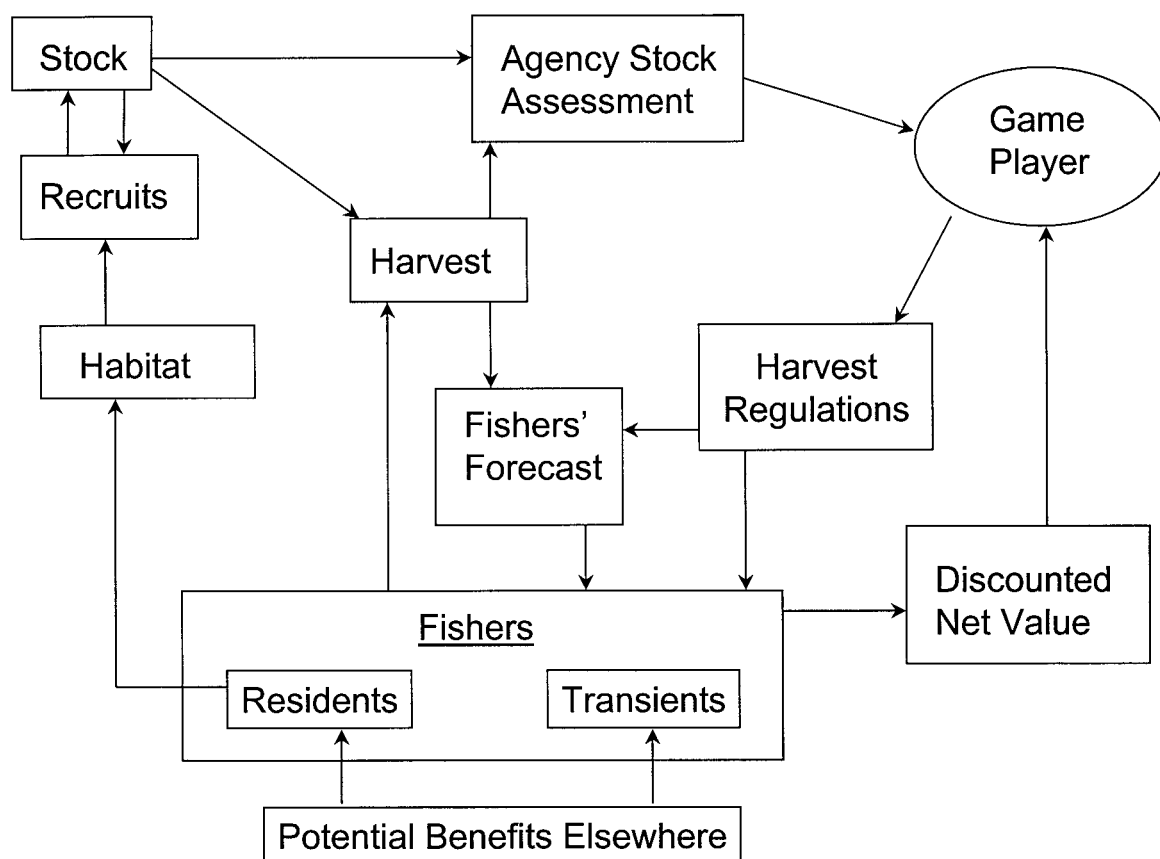 Stock
Agency Stock
Assessment
Game
Player
Recruits
Harvest
Habitat
Harvest
Regulations
Fishers’
Forecast
Discounted
Net Value
Fishers
Residents
Transients
Potential Benefits Elsewhere